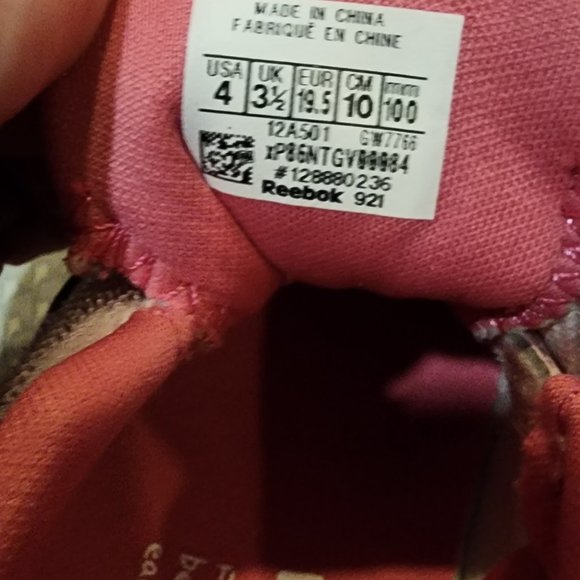 MADE IN CHINA
FABRIQUÉ EN CHINE
USA UK EUR CM mm
4 3½ 19.5 10 100
12A501 GW7766
#128880236
Reebok 921